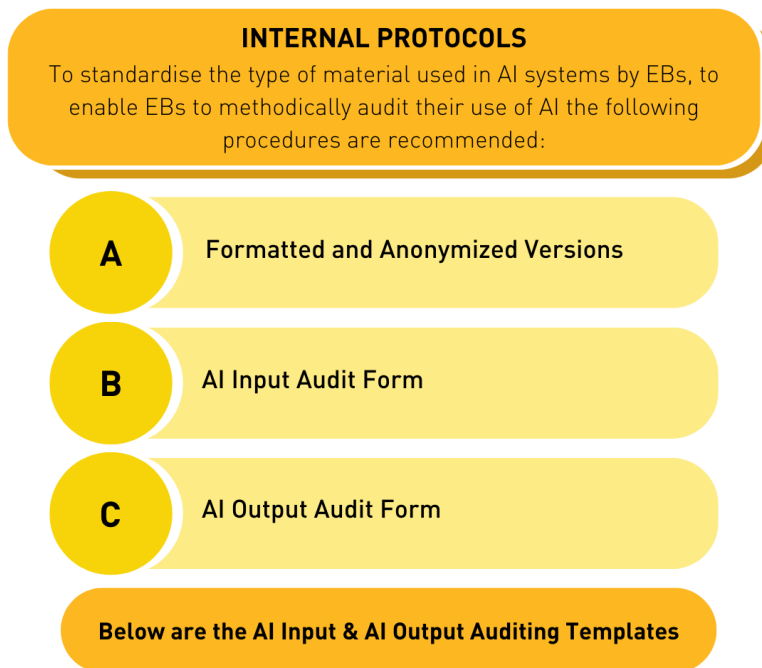 INTERNAL PROTOCOLS
To standardise the type of material used in AI systems by EBs, to
enable EBs to methodically audit their use of AI the following
procedures are recommended:
A
Formatted and Anonymized Versions
B
AI Input Audit Form
C
AI Output Audit Form
Below are the AI Input & AI Output Auditing Templates